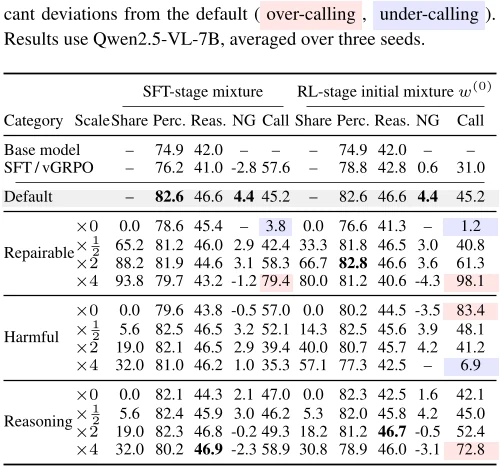 cant deviations from the default ( over-calling , under-calling ).
Results use Qwen2.5-VL-7B, averaged over three seeds.
SFT-stage mixture RL-stage initial mixture w^(0)
Category Scale Share Perc. Reas. NG Call Share Perc. Reas. NG Call
Base model – 74.9 42.0 – – – 74.9 42.0 – –
SFT / vGRPO – 76.2 41.0 -2.8 57.6 – 78.8 42.8 0.6 31.0
Default – 82.6 46.6 4.4 45.2 – 82.6 46.6 4.4 45.2
×0 0.0 78.6 45.4 – 3.8 0.0 76.6 41.3 – 1.2
Repairable ×1/2 65.2 81.2 46.0 2.9 42.4 33.3 81.8 46.5 3.0 40.8
×2 88.2 81.9 44.6 3.1 58.3 66.7 82.8 46.6 3.6 61.3
×4 93.8 79.7 43.2 -1.2 79.4 80.0 81.2 40.6 -4.3 98.1
×0 0.0 79.6 43.8 -0.5 57.0 0.0 80.2 44.5 -3.5 83.4
Harmful ×1/2 5.6 82.5 46.5 3.2 52.1 14.3 82.5 45.6 3.9 48.1
×2 19.0 82.1 46.5 2.9 39.4 40.0 80.7 45.7 4.2 41.2
×4 32.0 81.0 46.2 1.0 35.3 57.1 77.3 42.5 – 6.9
×0 0.0 82.1 44.3 2.1 47.0 0.0 82.3 42.5 1.6 42.1
Reasoning ×1/2 5.6 82.4 45.9 3.0 46.2 5.3 82.0 45.8 4.2 45.0
×2 19.0 82.3 46.8 -0.2 49.3 18.2 81.2 46.7 -0.5 52.4
×4 32.0 80.2 46.9 -2.3 58.9 30.8 78.9 46.0 -3.1 72.8